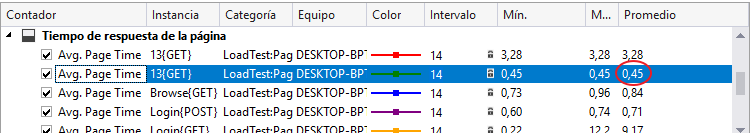 Contador Instancia Categoría Equipo Color Intervalo Mín. M... Promedio
Tiempo de respuesta de la página
Avg. Page Time 13{GET} LoadTest:Pag DESKTOP-BPT 14 3,28 3,28 3,28
Avg. Page Time 13{GET} LoadTest:Pag DESKTOP-BPT 14 0,45 0,45 0,45
Avg. Page Time Browse{GET} LoadTest:Pag DESKTOP-BPT 14 0,73 0,96 0,84
Avg. Page Time Login{POST} LoadTest:Pag DESKTOP-BPT 14 0,60 0,74 0,71
Avg. Page Time Login{GET} LoadTest:Pag DESKTOP-BPT 14 0,22 12,2 9,17